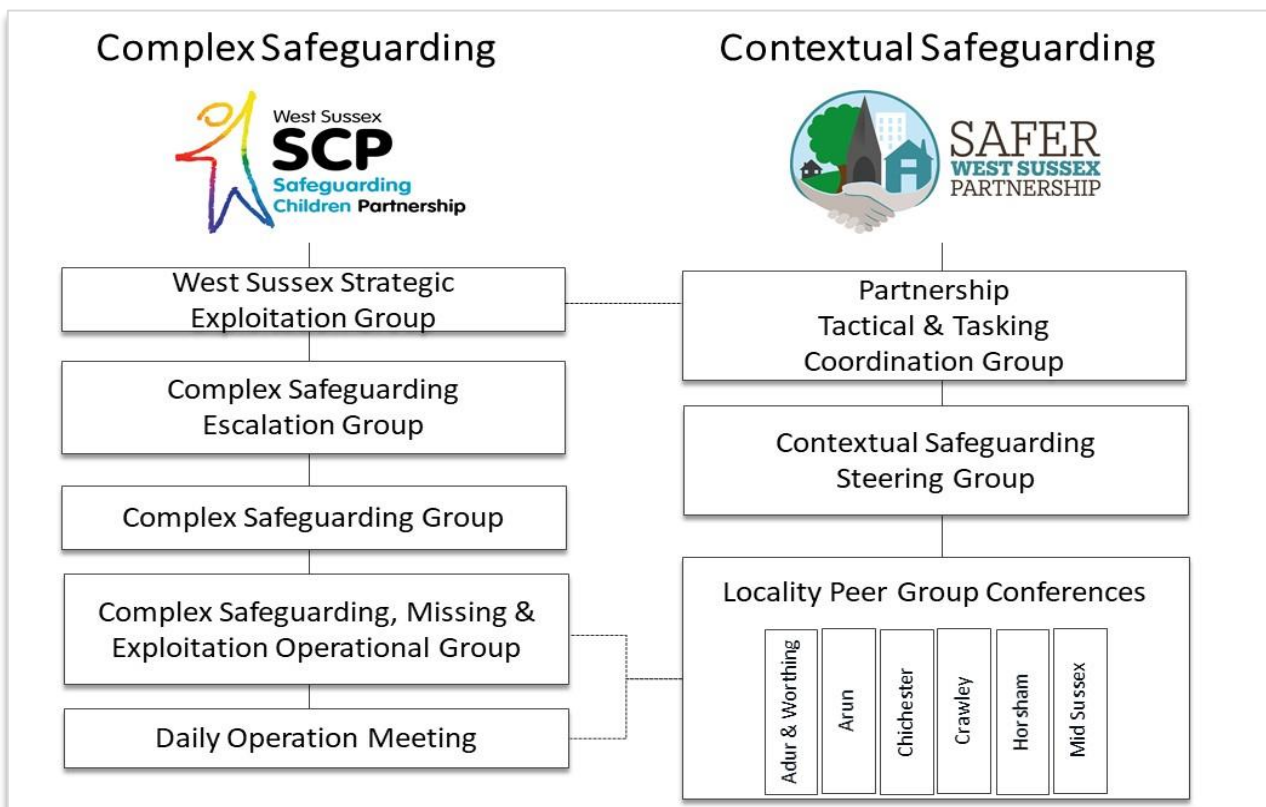 Complex Safeguarding
West Sussex
SCP
Safeguarding
Children Partnership
West Sussex Strategic
Exploitation Group
Complex Safeguarding
Escalation Group
Complex Safeguarding Group
Complex Safeguarding, Missing &
Exploitation Operational Group
Daily Operation Meeting
Contextual Safeguarding
SAFER
WEST SUSSEX
PARTNERSHIP
Partnership
Tactical & Tasking
Coordination Group
Contextual Safeguarding
Steering Group
Locality Peer Group Conferences
Adur & Worthing
Arun
Chichester
Crawley
Horsham
Mid Sussex